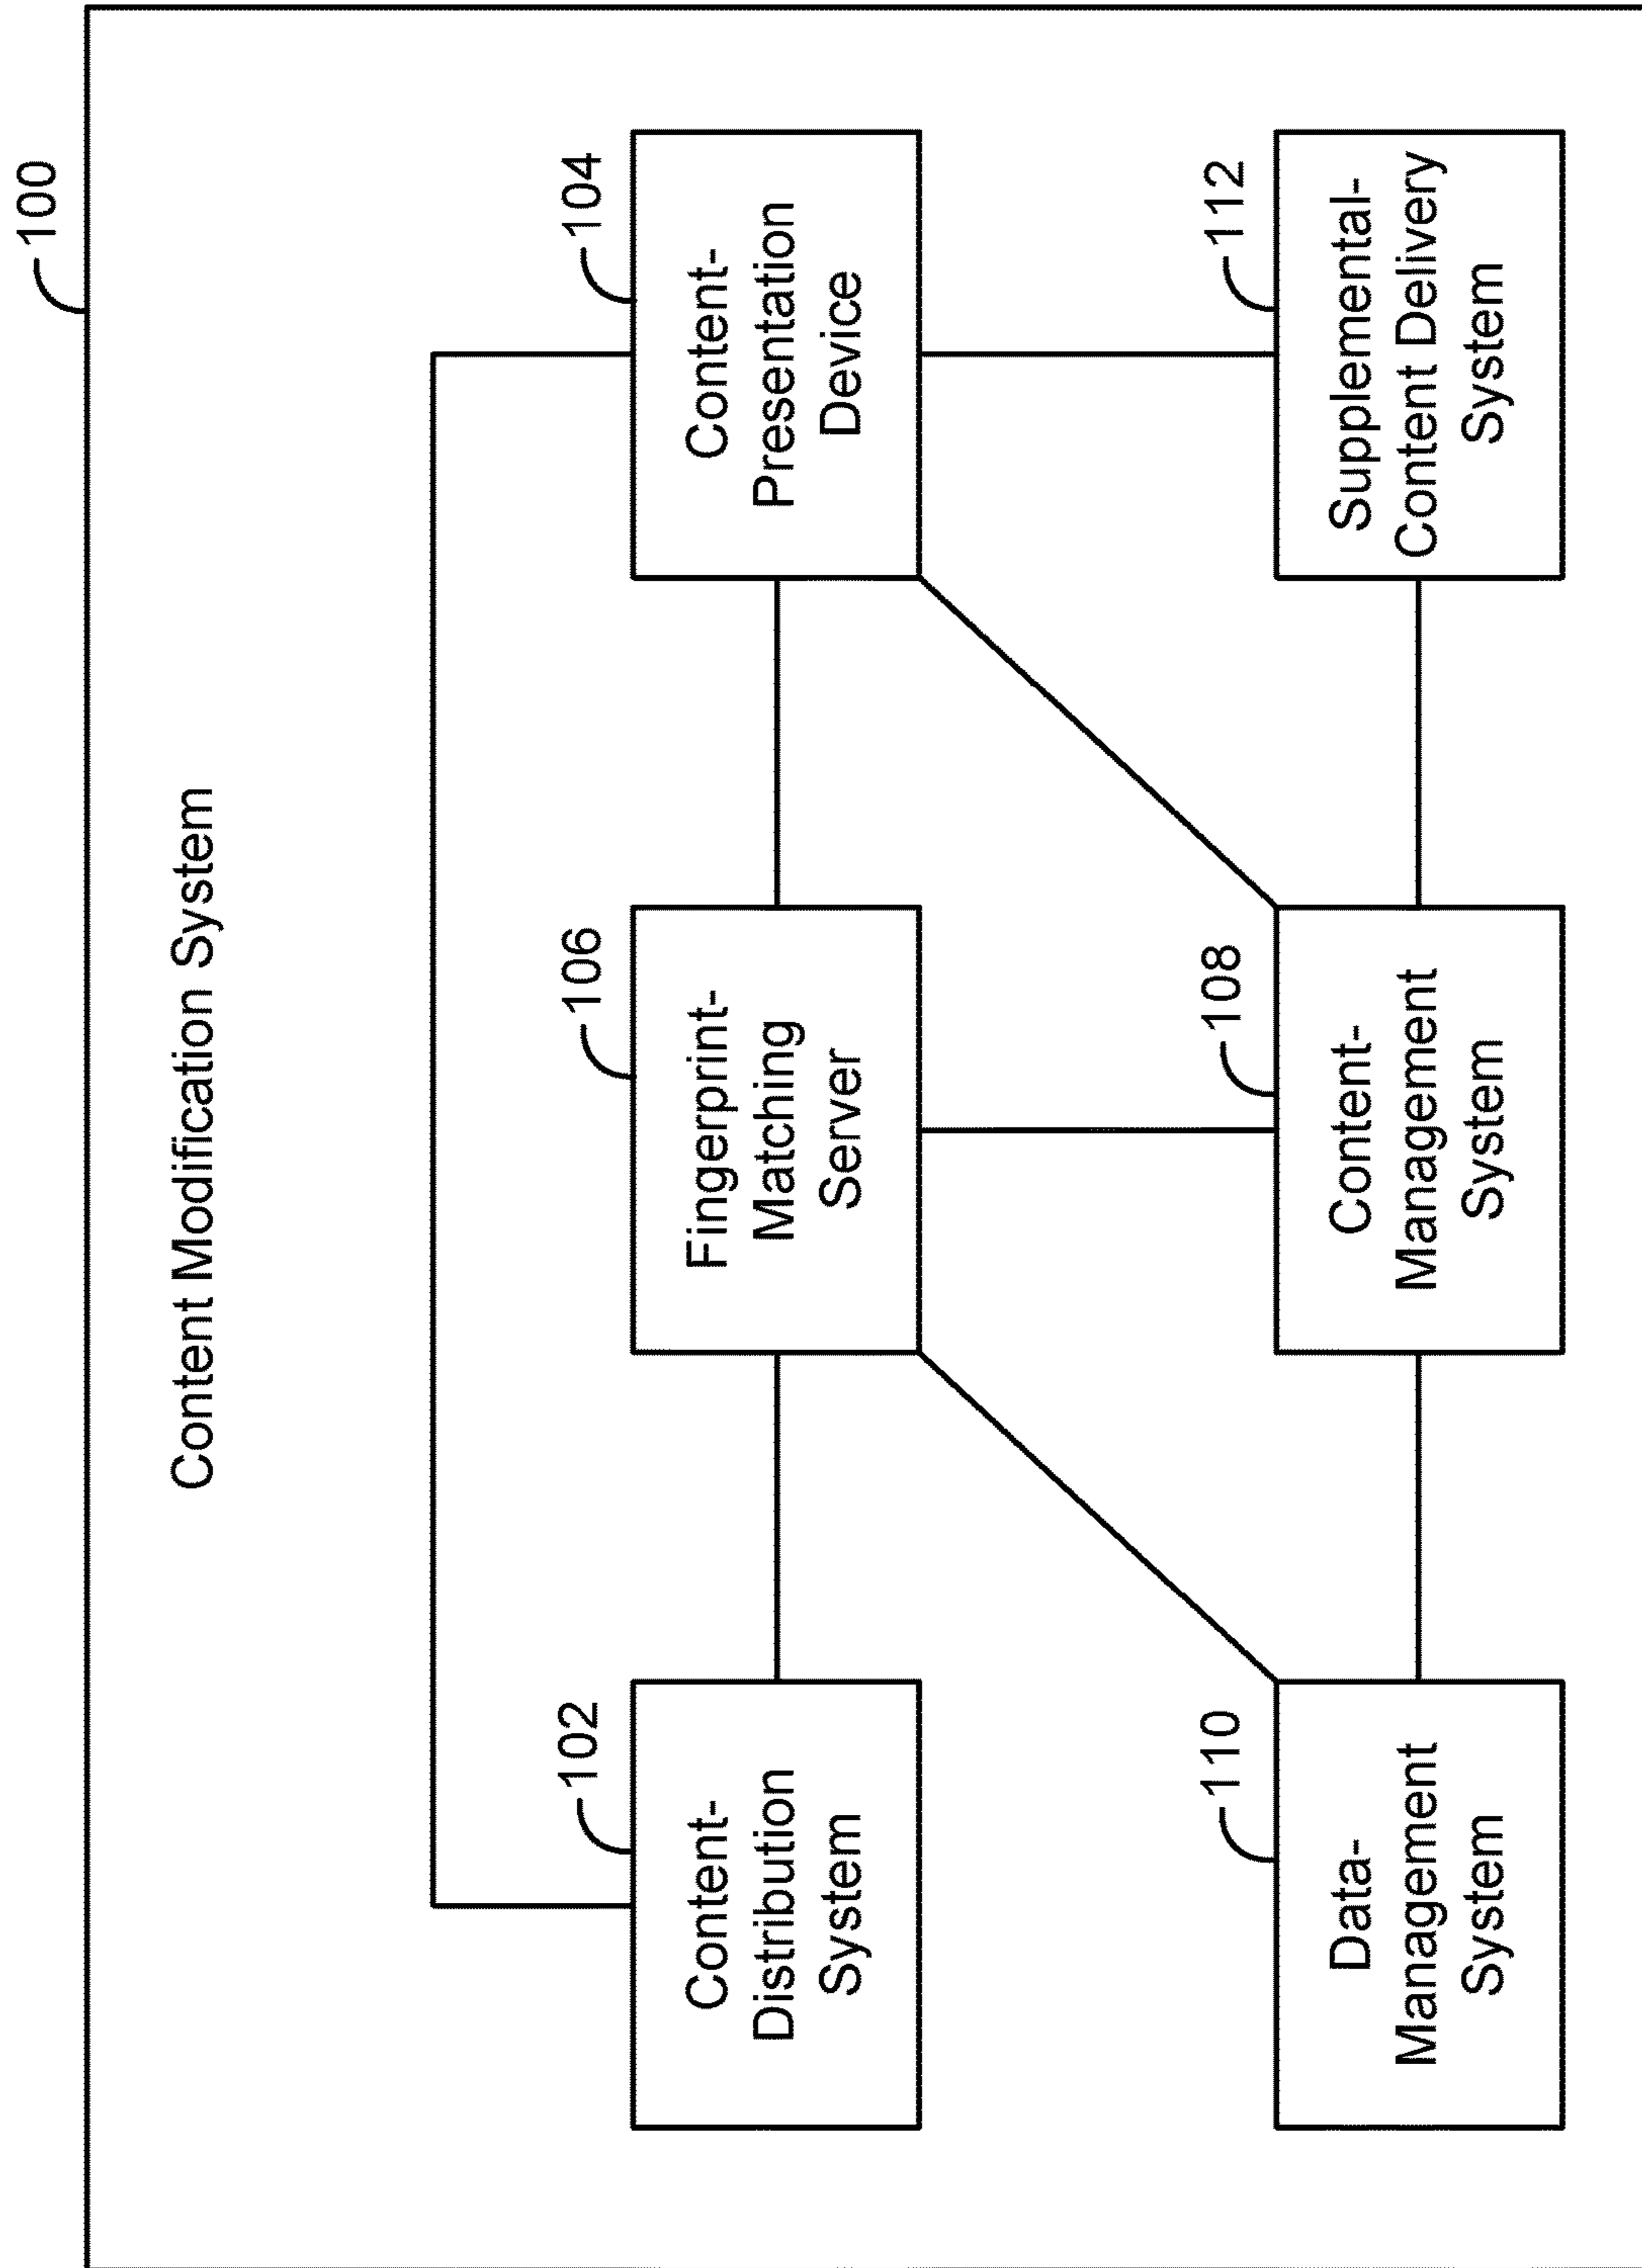 100
Content Modification System
102
Content-
Distribution
System
106
Fingerprint-
Matching
Server
104
Content-
Presentation
Device
110
Data-
Management
System
108
Content-
Management
System
112
Supplemental-
Content Delivery
System